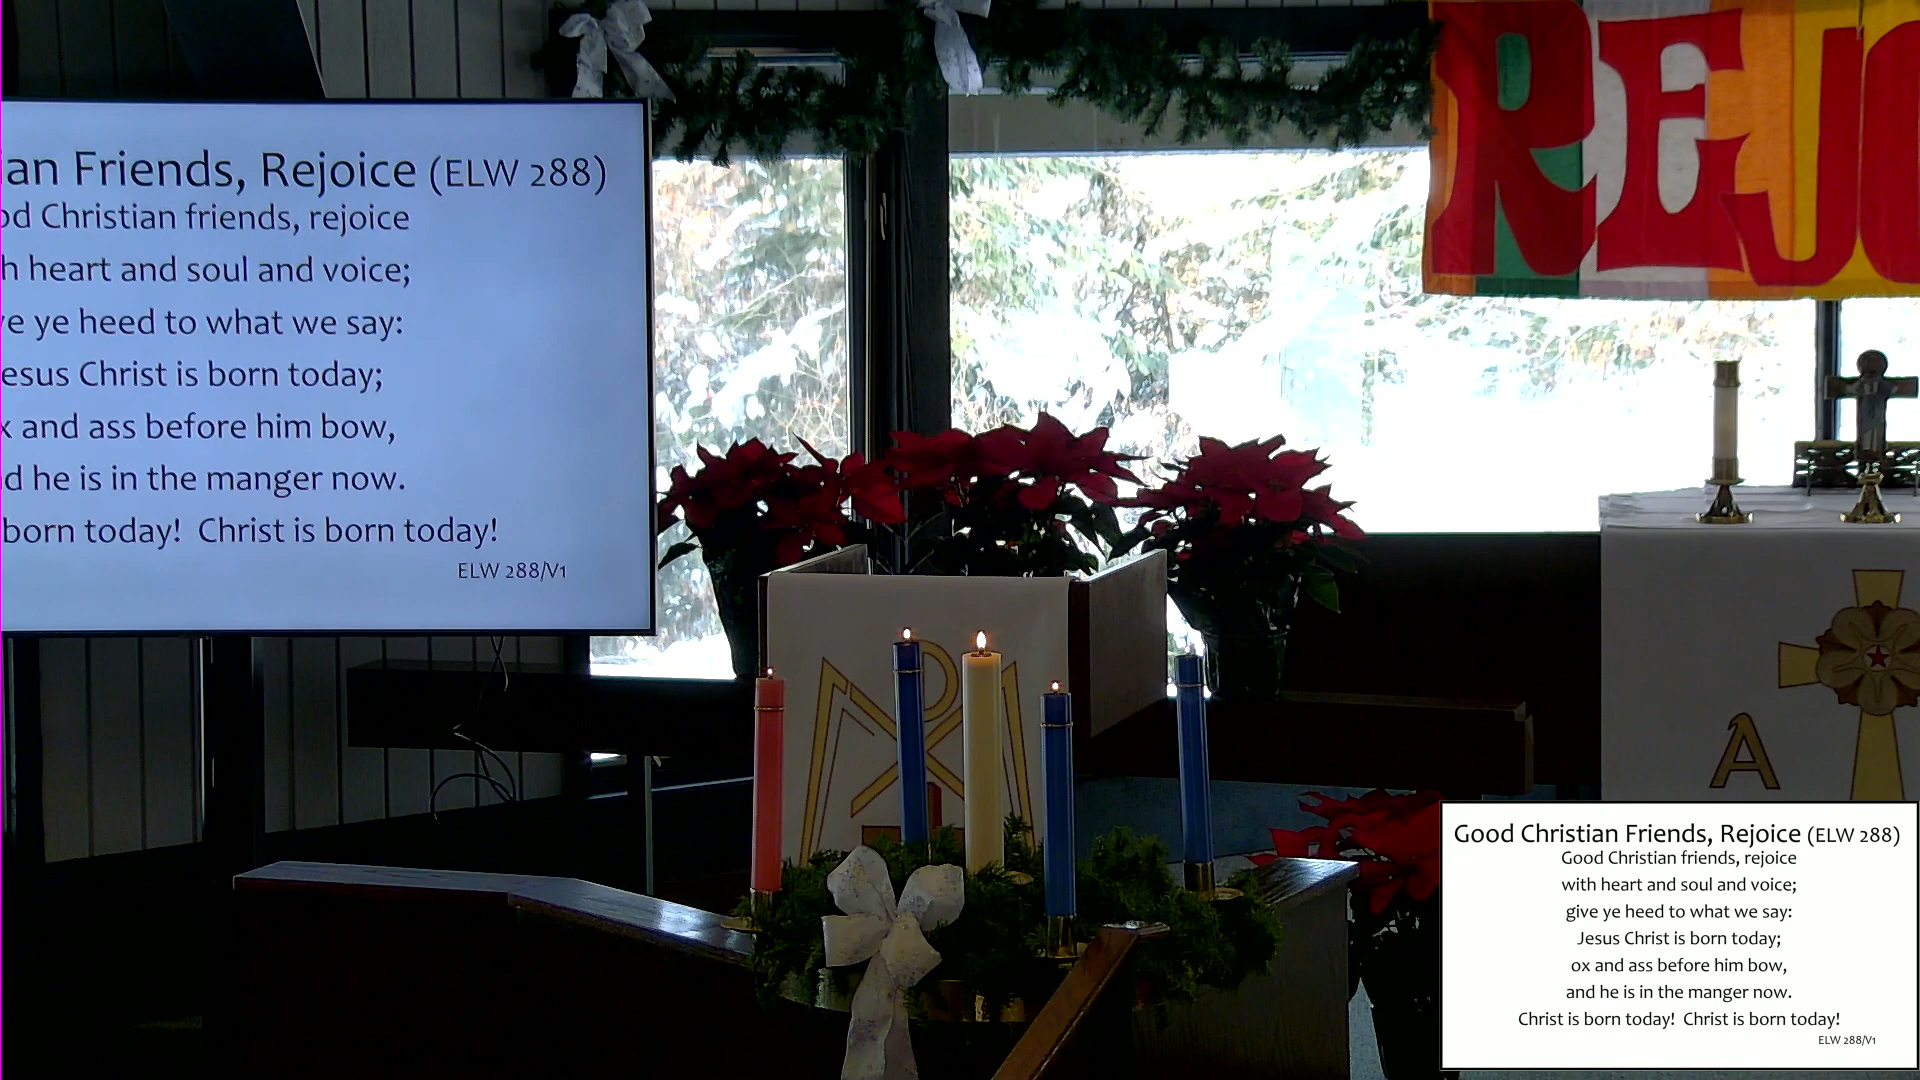 an Friends, Rejoice (ELW 288)
od Christian friends, rejoice
h heart and soul and voice;
e ye heed to what we say:
esus Christ is born today;
x and ass before him bow,
d he is in the manger now.
born today! Christ is born today!
ELW 288/V1
REJO
A
Good Christian Friends, Rejoice (ELW 288)
Good Christian friends, rejoice
with heart and soul and voice;
give ye heed to what we say:
Jesus Christ is born today;
ox and ass before him bow,
and he is in the manger now.
Christ is born today! Christ is born today!
ELW 288/V1